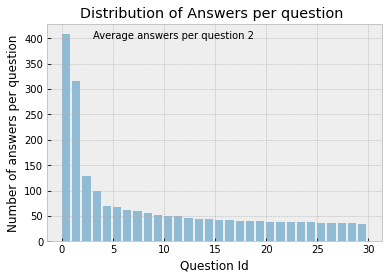 Distribution of Answers per question
Average answers per question 2
Number of answers per question
400
350
300
250
200
150
100
50
0
0 5 10 15 20 25 30
Question Id